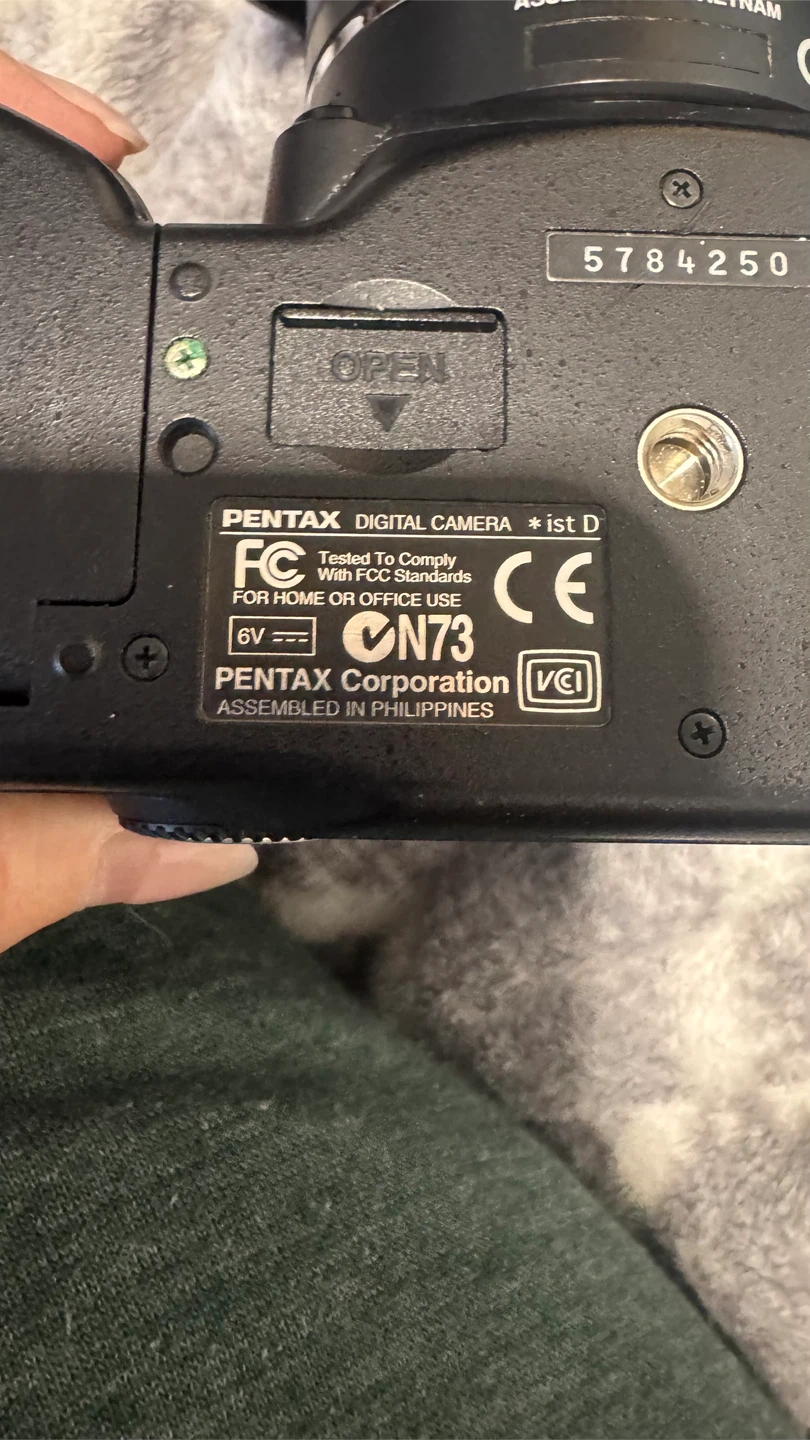 5784250
OPEN
PENTAX DIGITAL CAMERA *ist D
FC Tested To Comply
With FCC Standards
FOR HOME OR OFFICE USE
CE
6V
N73
PENTAX Corporation
VCCI
ASSEMBLED IN PHILIPPINES